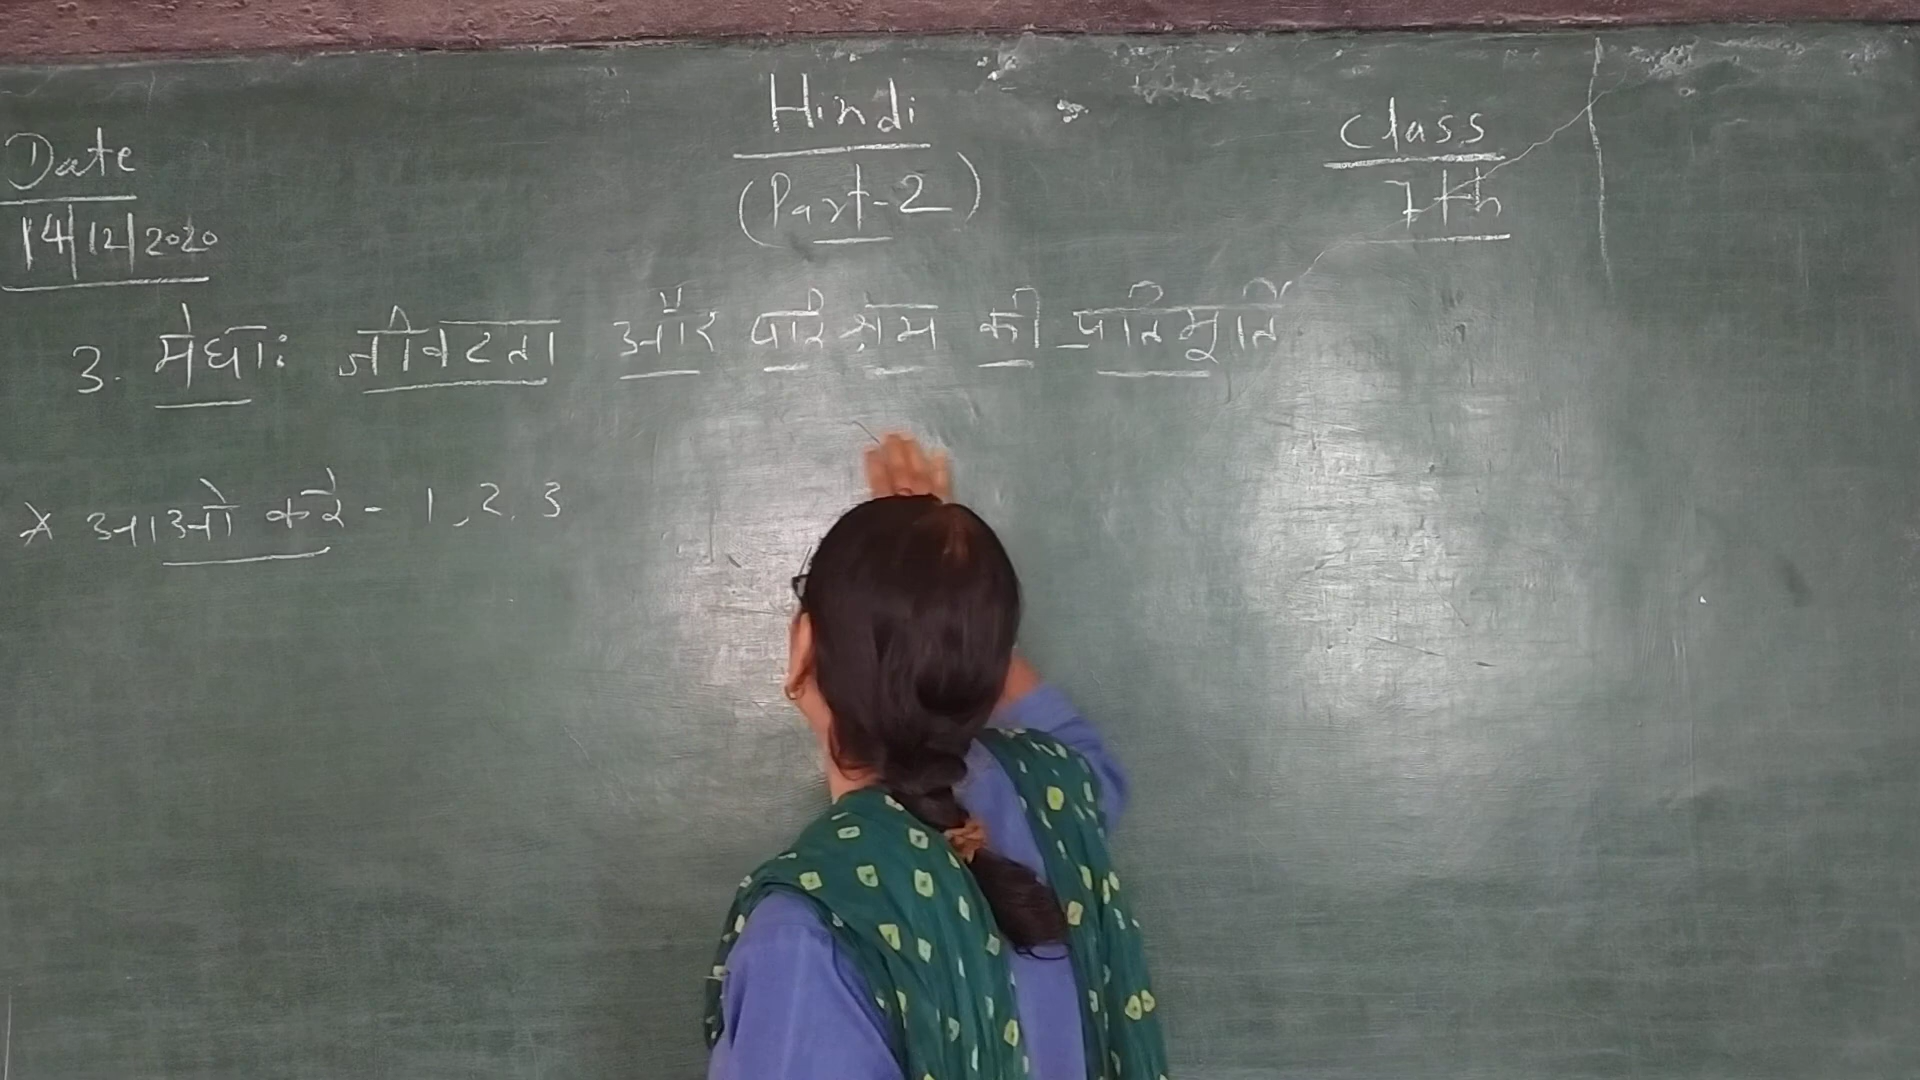 Hindi
(Part-2)
Date
14/12/2020
Class
7th
3. मेधा: जीवटता और परिश्रम की प्रतिमूर्ति
* आओ करे - 1, 2, 3